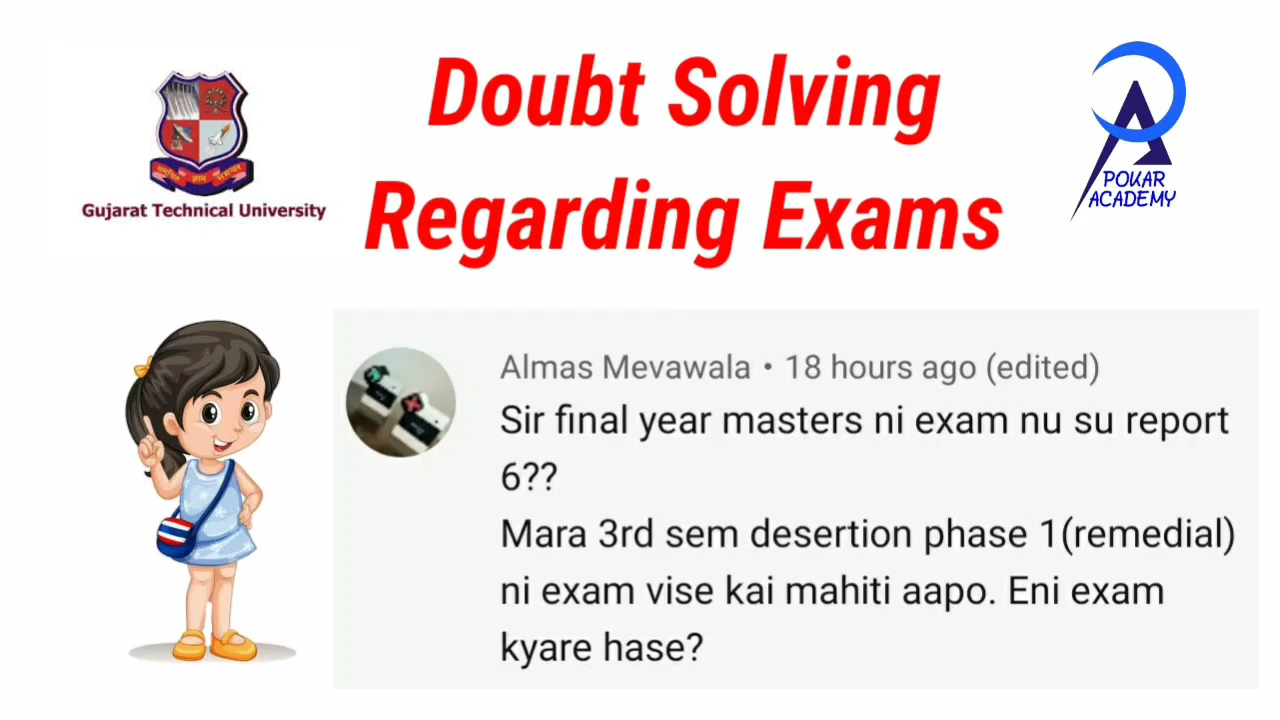 Doubt Solving
Regarding Exams
Gujarat Technical University
POKAR
ACADEMY
Almas Mevawala • 18 hours ago (edited)
Sir final year masters ni exam nu su report
6??
Mara 3rd sem desertion phase 1(remedial)
ni exam vise kai mahiti aapo. Eni exam
kyare hase?